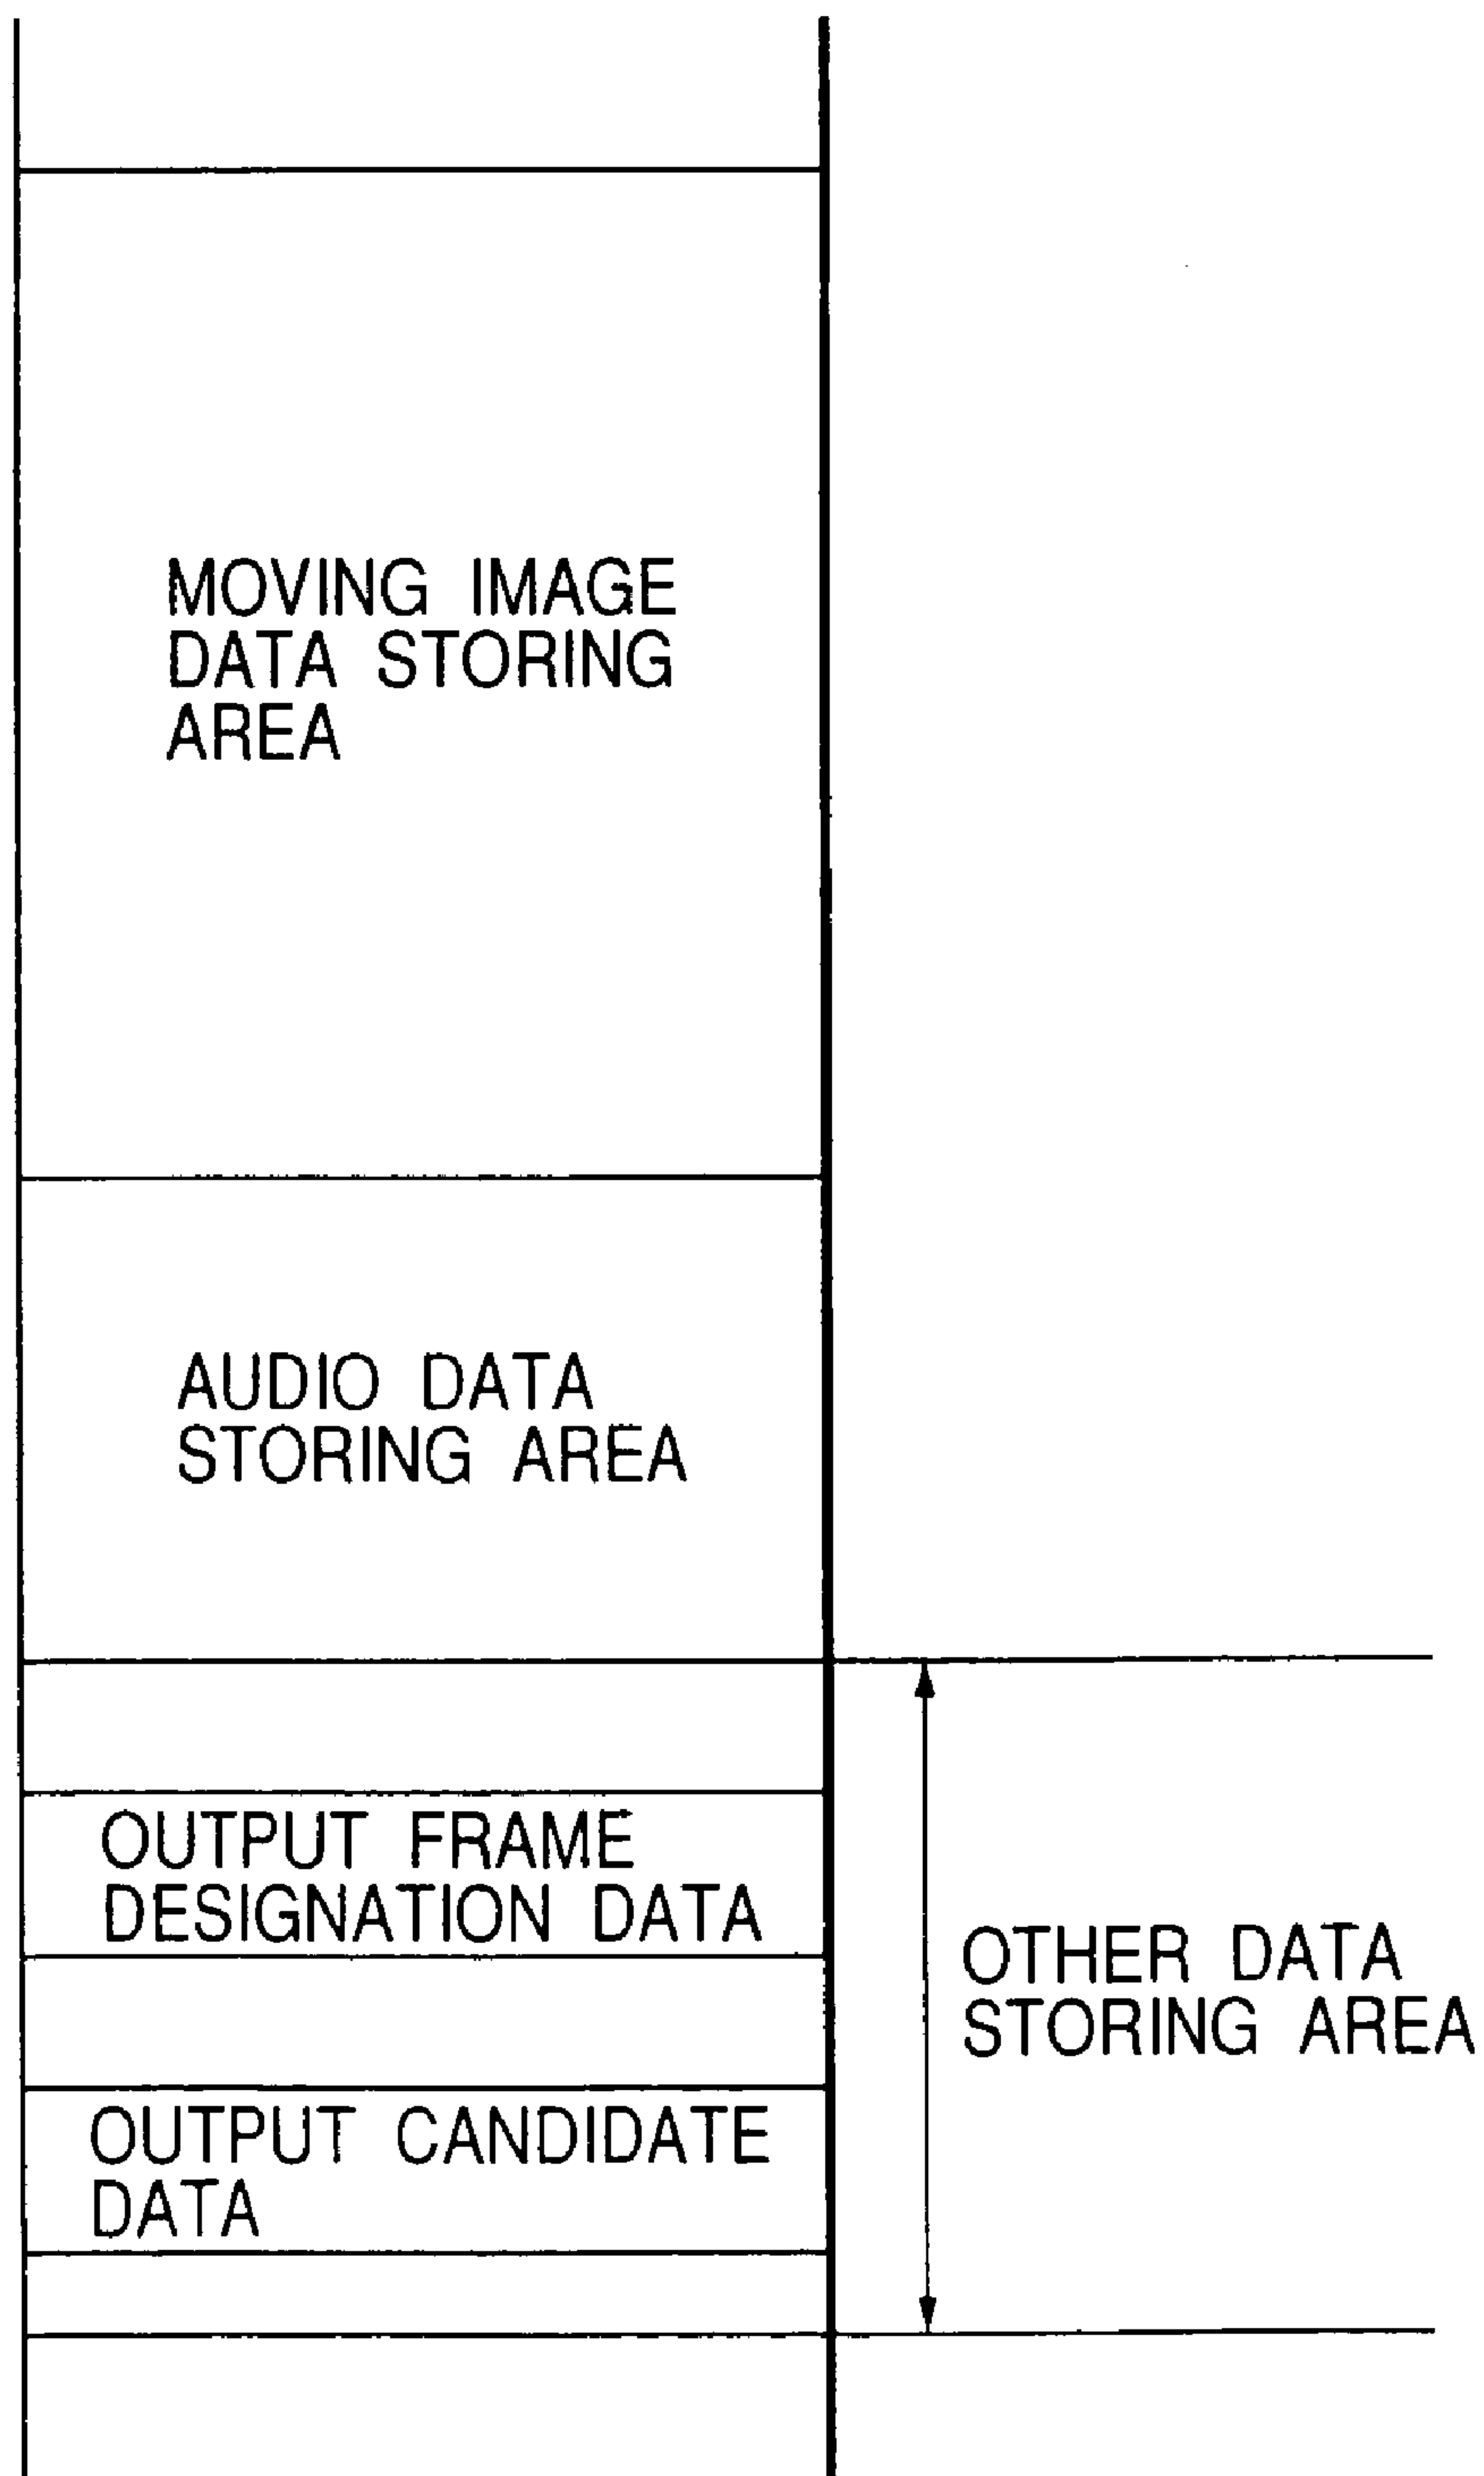 MOVING IMAGE
DATA STORING
AREA
AUDIO DATA
STORING AREA
OUTPUT FRAME
DESIGNATION DATA
OTHER DATA
STORING AREA
OUTPUT CANDIDATE
DATA